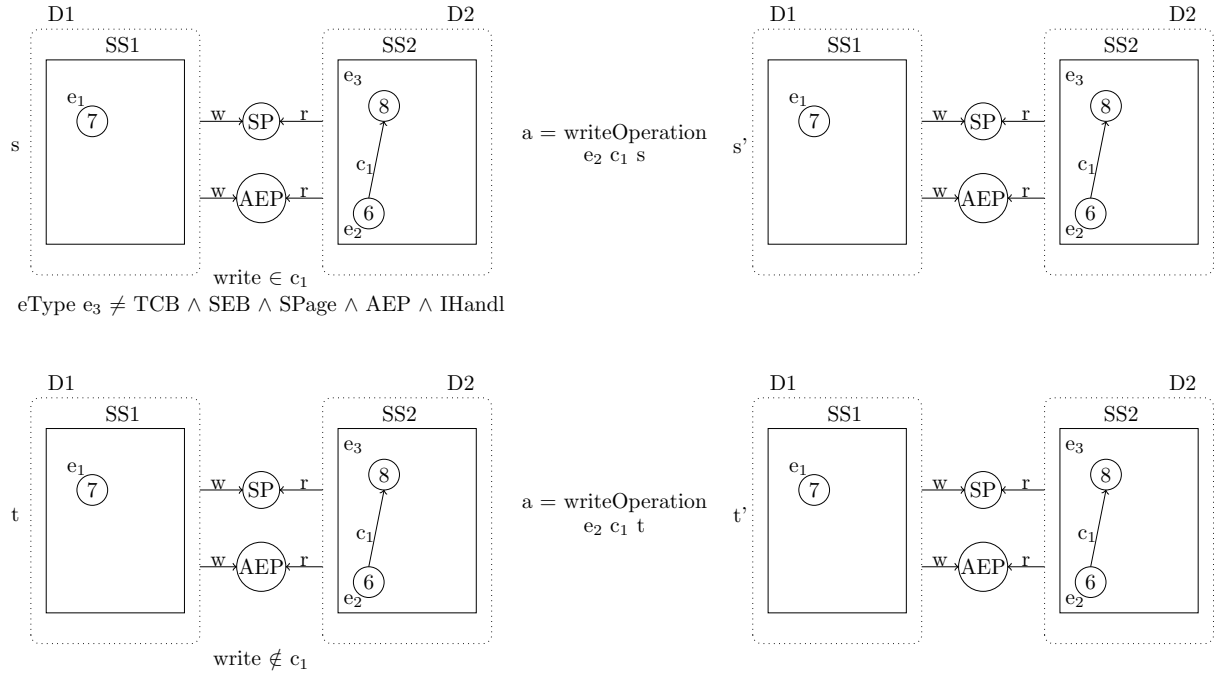 D1 D2 D1 D2
SS1 SS2 SS1 SS2
e₃ e₃
e₁ 8 e₁ 8
7 w SP r 7 w SP r
a = writeOperation
s c₁ e₂ c₁ s s' c₁
w AEP r w AEP r
6 6
e₂ e₂
write ∈ c₁
eType e₃ ≠ TCB ∧ SEB ∧ SPage ∧ AEP ∧ IHandl
D1 D2 D1 D2
SS1 SS2 SS1 SS2
e₃ e₃
e₁ 8 e₁ 8
7 w SP r 7 w SP r
a = writeOperation
t c₁ e₂ c₁ t t' c₁
w AEP r w AEP r
6 6
e₂ e₂
write ∉ c₁